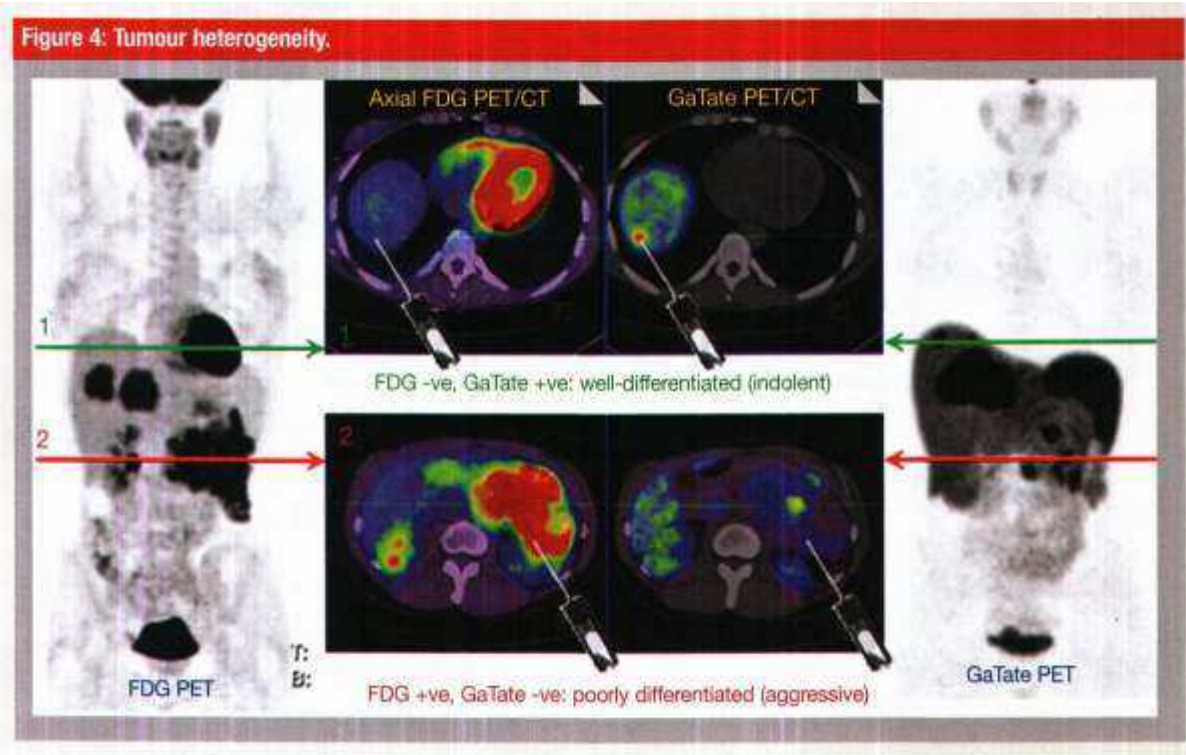 Figure 4: Tumour heterogeneity.
Axial FDG PET/CT
GaTate PET/CT
1
1
FDG -ve, GaTate +ve: well-differentiated (indolent)
2
2
T:
B:
FDG PET
FDG +ve, GaTate -ve: poorly differentiated (aggressive)
GaTate PET